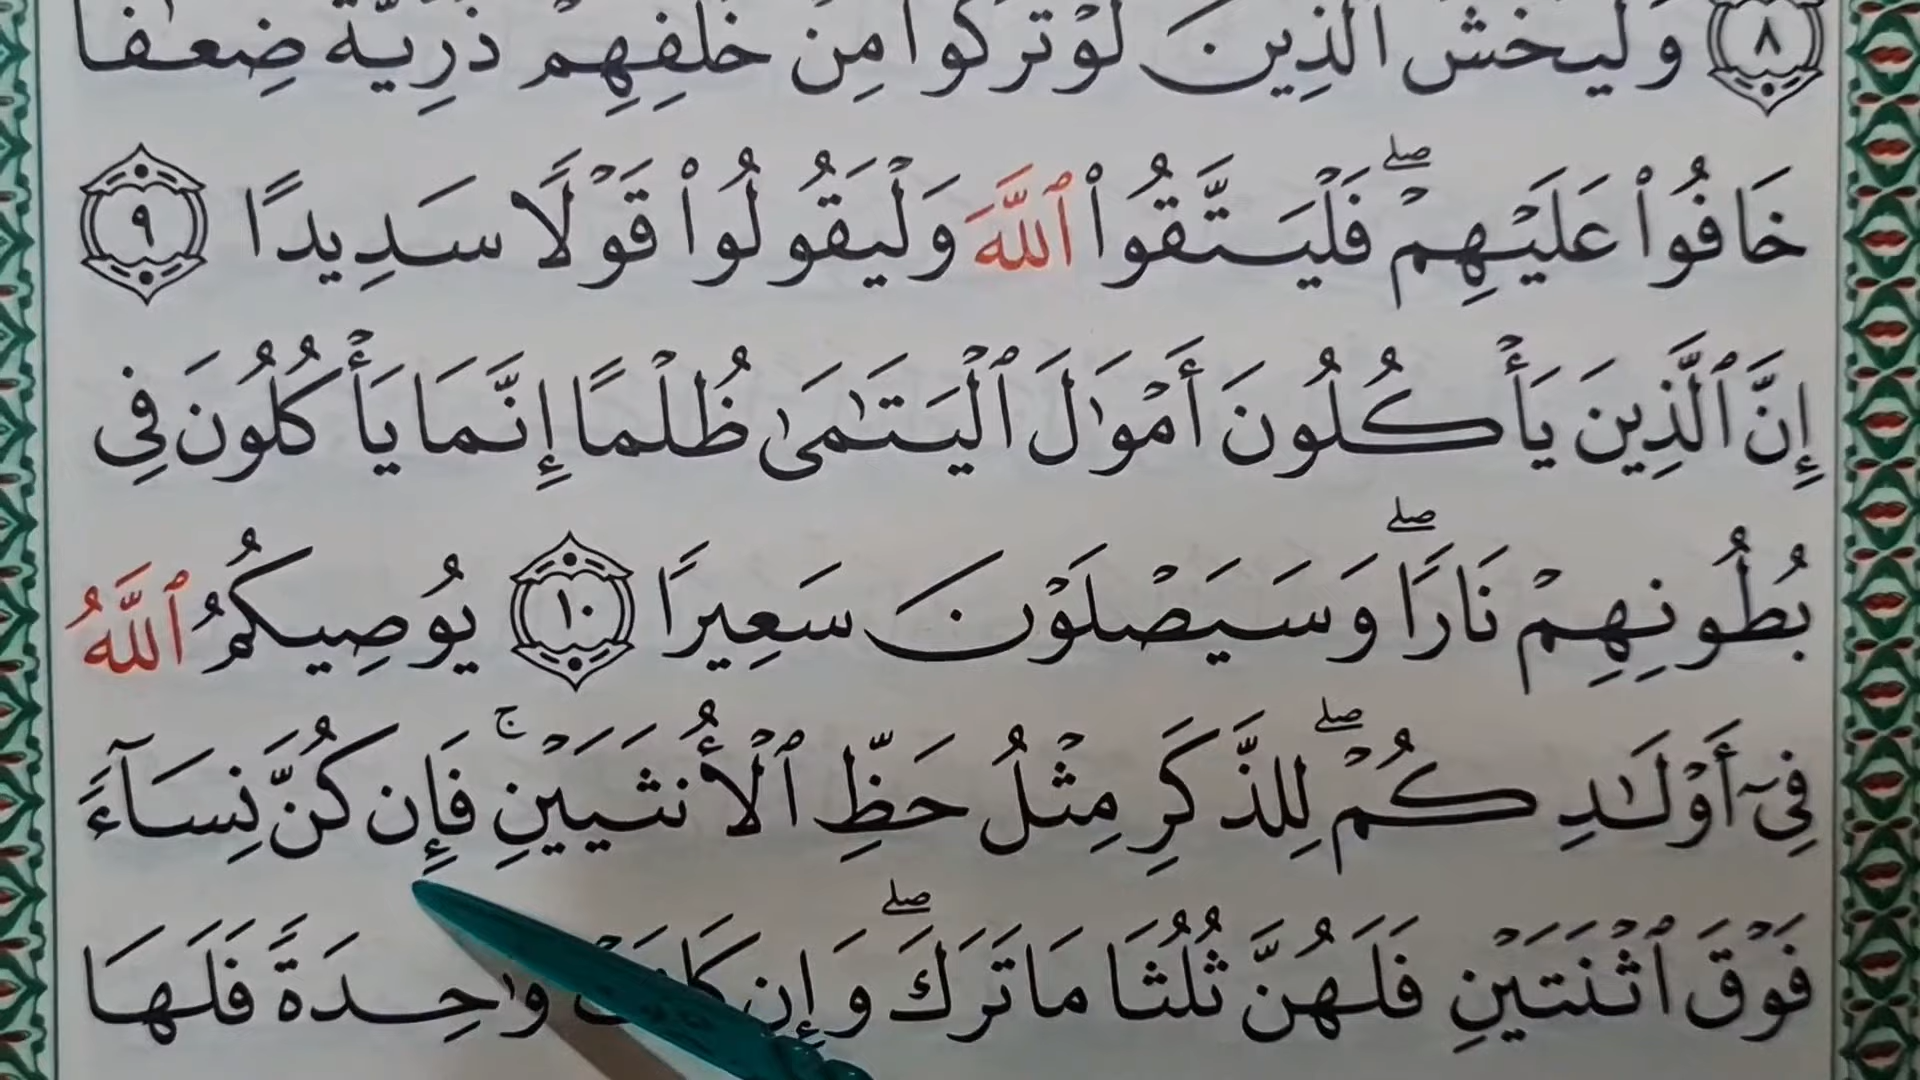 ٨ وَلۡيَخۡشَ ٱلَّذِينَ لَوۡ تَرَكُواْ مِنۡ خَلۡفِهِمۡ ذُرِّيَّةٗ ضِعَٰفًا
خَافُواْ عَلَيۡهِمۡۖ فَلۡيَتَّقُواْ ٱللَّهَ وَلۡيَقُولُواْ قَوۡلٗا سَدِيدًا ٩
إِنَّ ٱلَّذِينَ يَأۡكُلُونَ أَمۡوَٰلَ ٱلۡيَتَٰمَىٰ ظُلۡمًا إِنَّمَا يَأۡكُلُونَ فِي
بُطُونِهِمۡ نَارٗاۖ وَسَيَصۡلَوۡنَ سَعِيرٗا ١٠ يُوصِيكُمُ ٱللَّهُ
فِيٓ أَوۡلَٰدِكُمۡۖ لِلذَّكَرِ مِثۡلُ حَظِّ ٱلۡأُنثَيَيۡنِۚ فَإِن كُنَّ نِسَآءٗ
فَوۡقَ ٱثۡنَتَيۡنِ فَلَهُنَّ ثُلُثَا مَا تَرَكَۖ وَإِن وَٰحِدَةٗ فَلَهَا